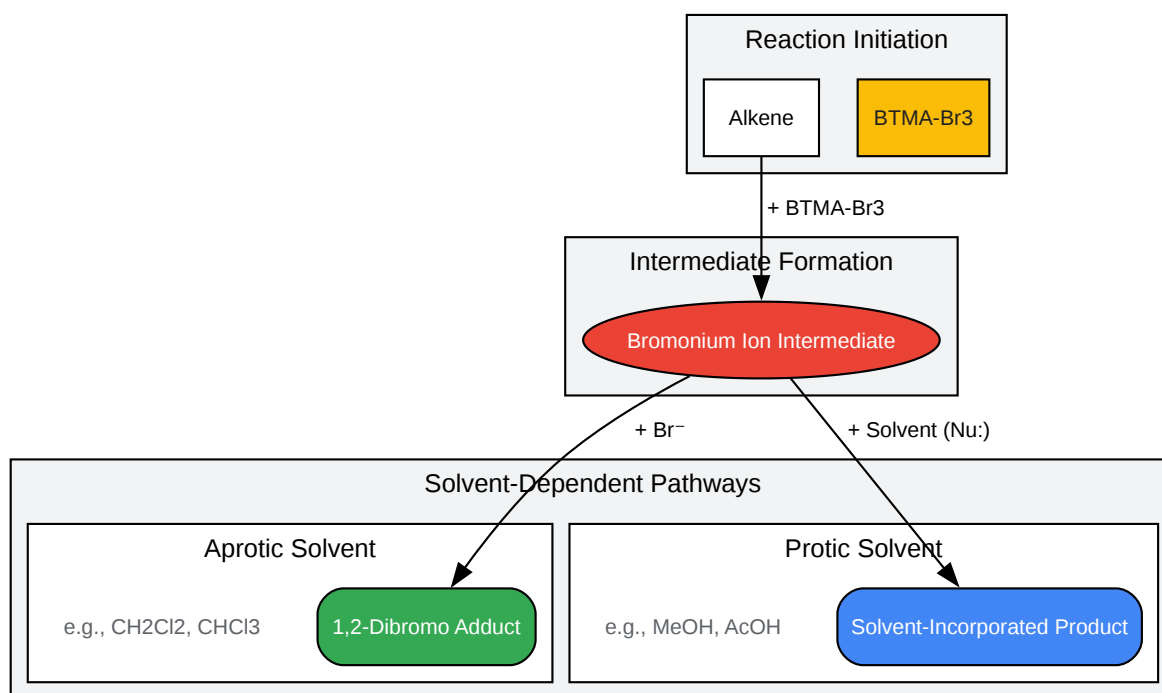 Reaction Initiation
Alkene
BTMA-Br3
+ BTMA-Br3
Intermediate Formation
Bromonium Ion Intermediate
+ Br⁻
+ Solvent (Nu:)
Solvent-Dependent Pathways
Aprotic Solvent
e.g., CH2Cl2, CHCl3
1,2-Dibromo Adduct
Protic Solvent
e.g., MeOH, AcOH
Solvent-Incorporated Product